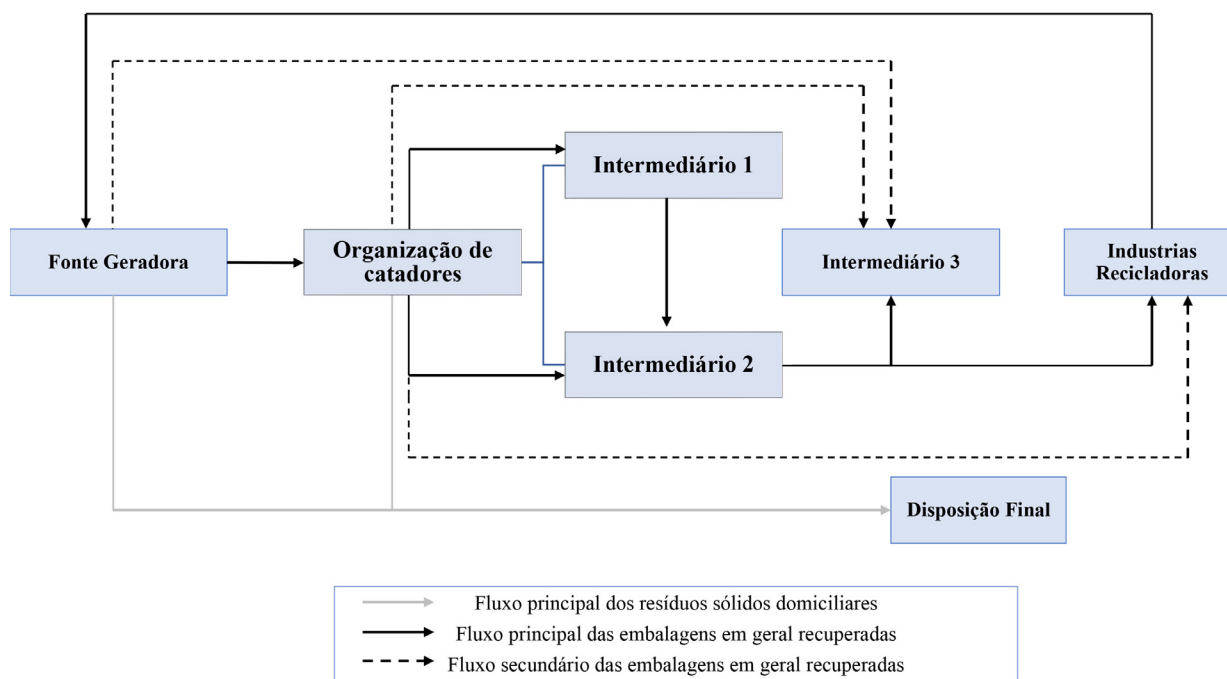 Intermediário 1
Fonte Geradora
Organização de
catadores
Intermediário 3
Industrias
Recicladoras
Intermediário 2
Disposição Final
Fluxo principal dos resíduos sólidos domiciliares
Fluxo principal das embalagens em geral recuperadas
Fluxo secundário das embalagens em geral recuperadas